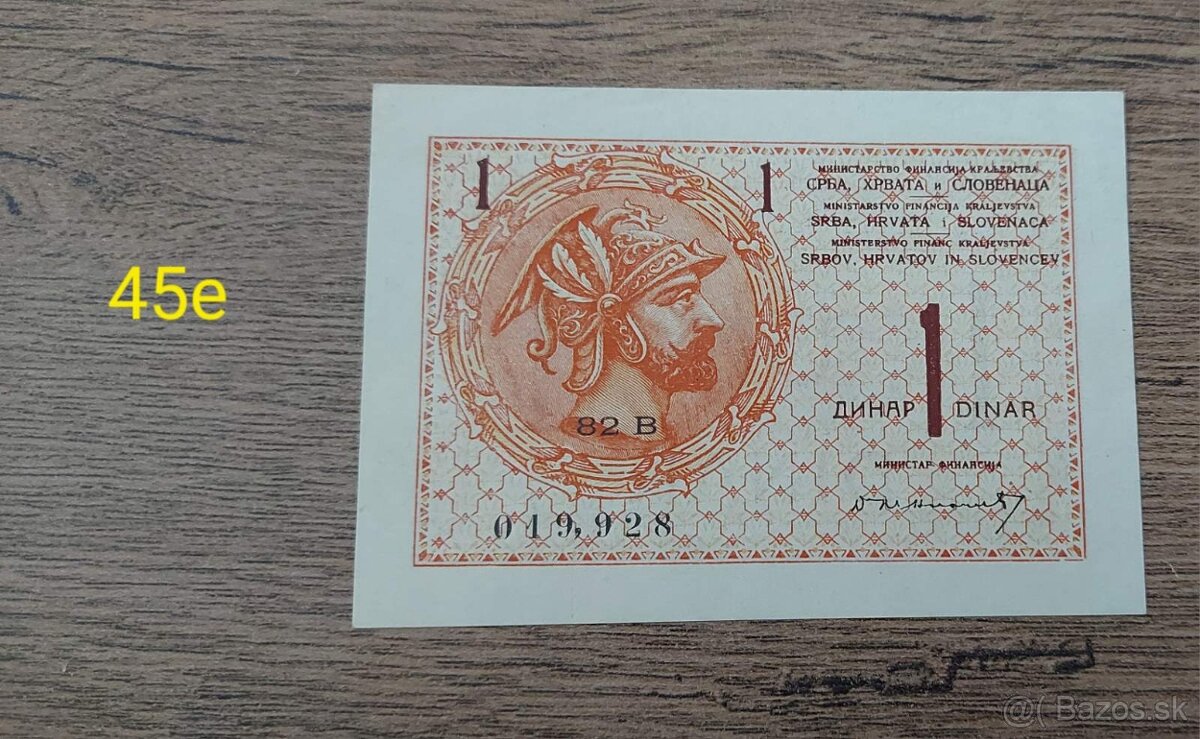 45e
1
1
МИНИСТАРСТВО ФИНАНСИЈА КРАЉЕВСТВА
СРБА, ХРВАТА и СЛОВЕНАЦА
MINISTARSTVO FINANCIJA KRALJEVSTVA
SRBA, HRVATA i SLOVENACA
MINISTERSTVO FINANC KRALJEVSTVA
SRBOV, HRVATOV IN SLOVENCEV
1
ДИНАР DINAR
82 B
МИНИСТАР ФИНАНСИЈА
019,928
@( Bazos.sk